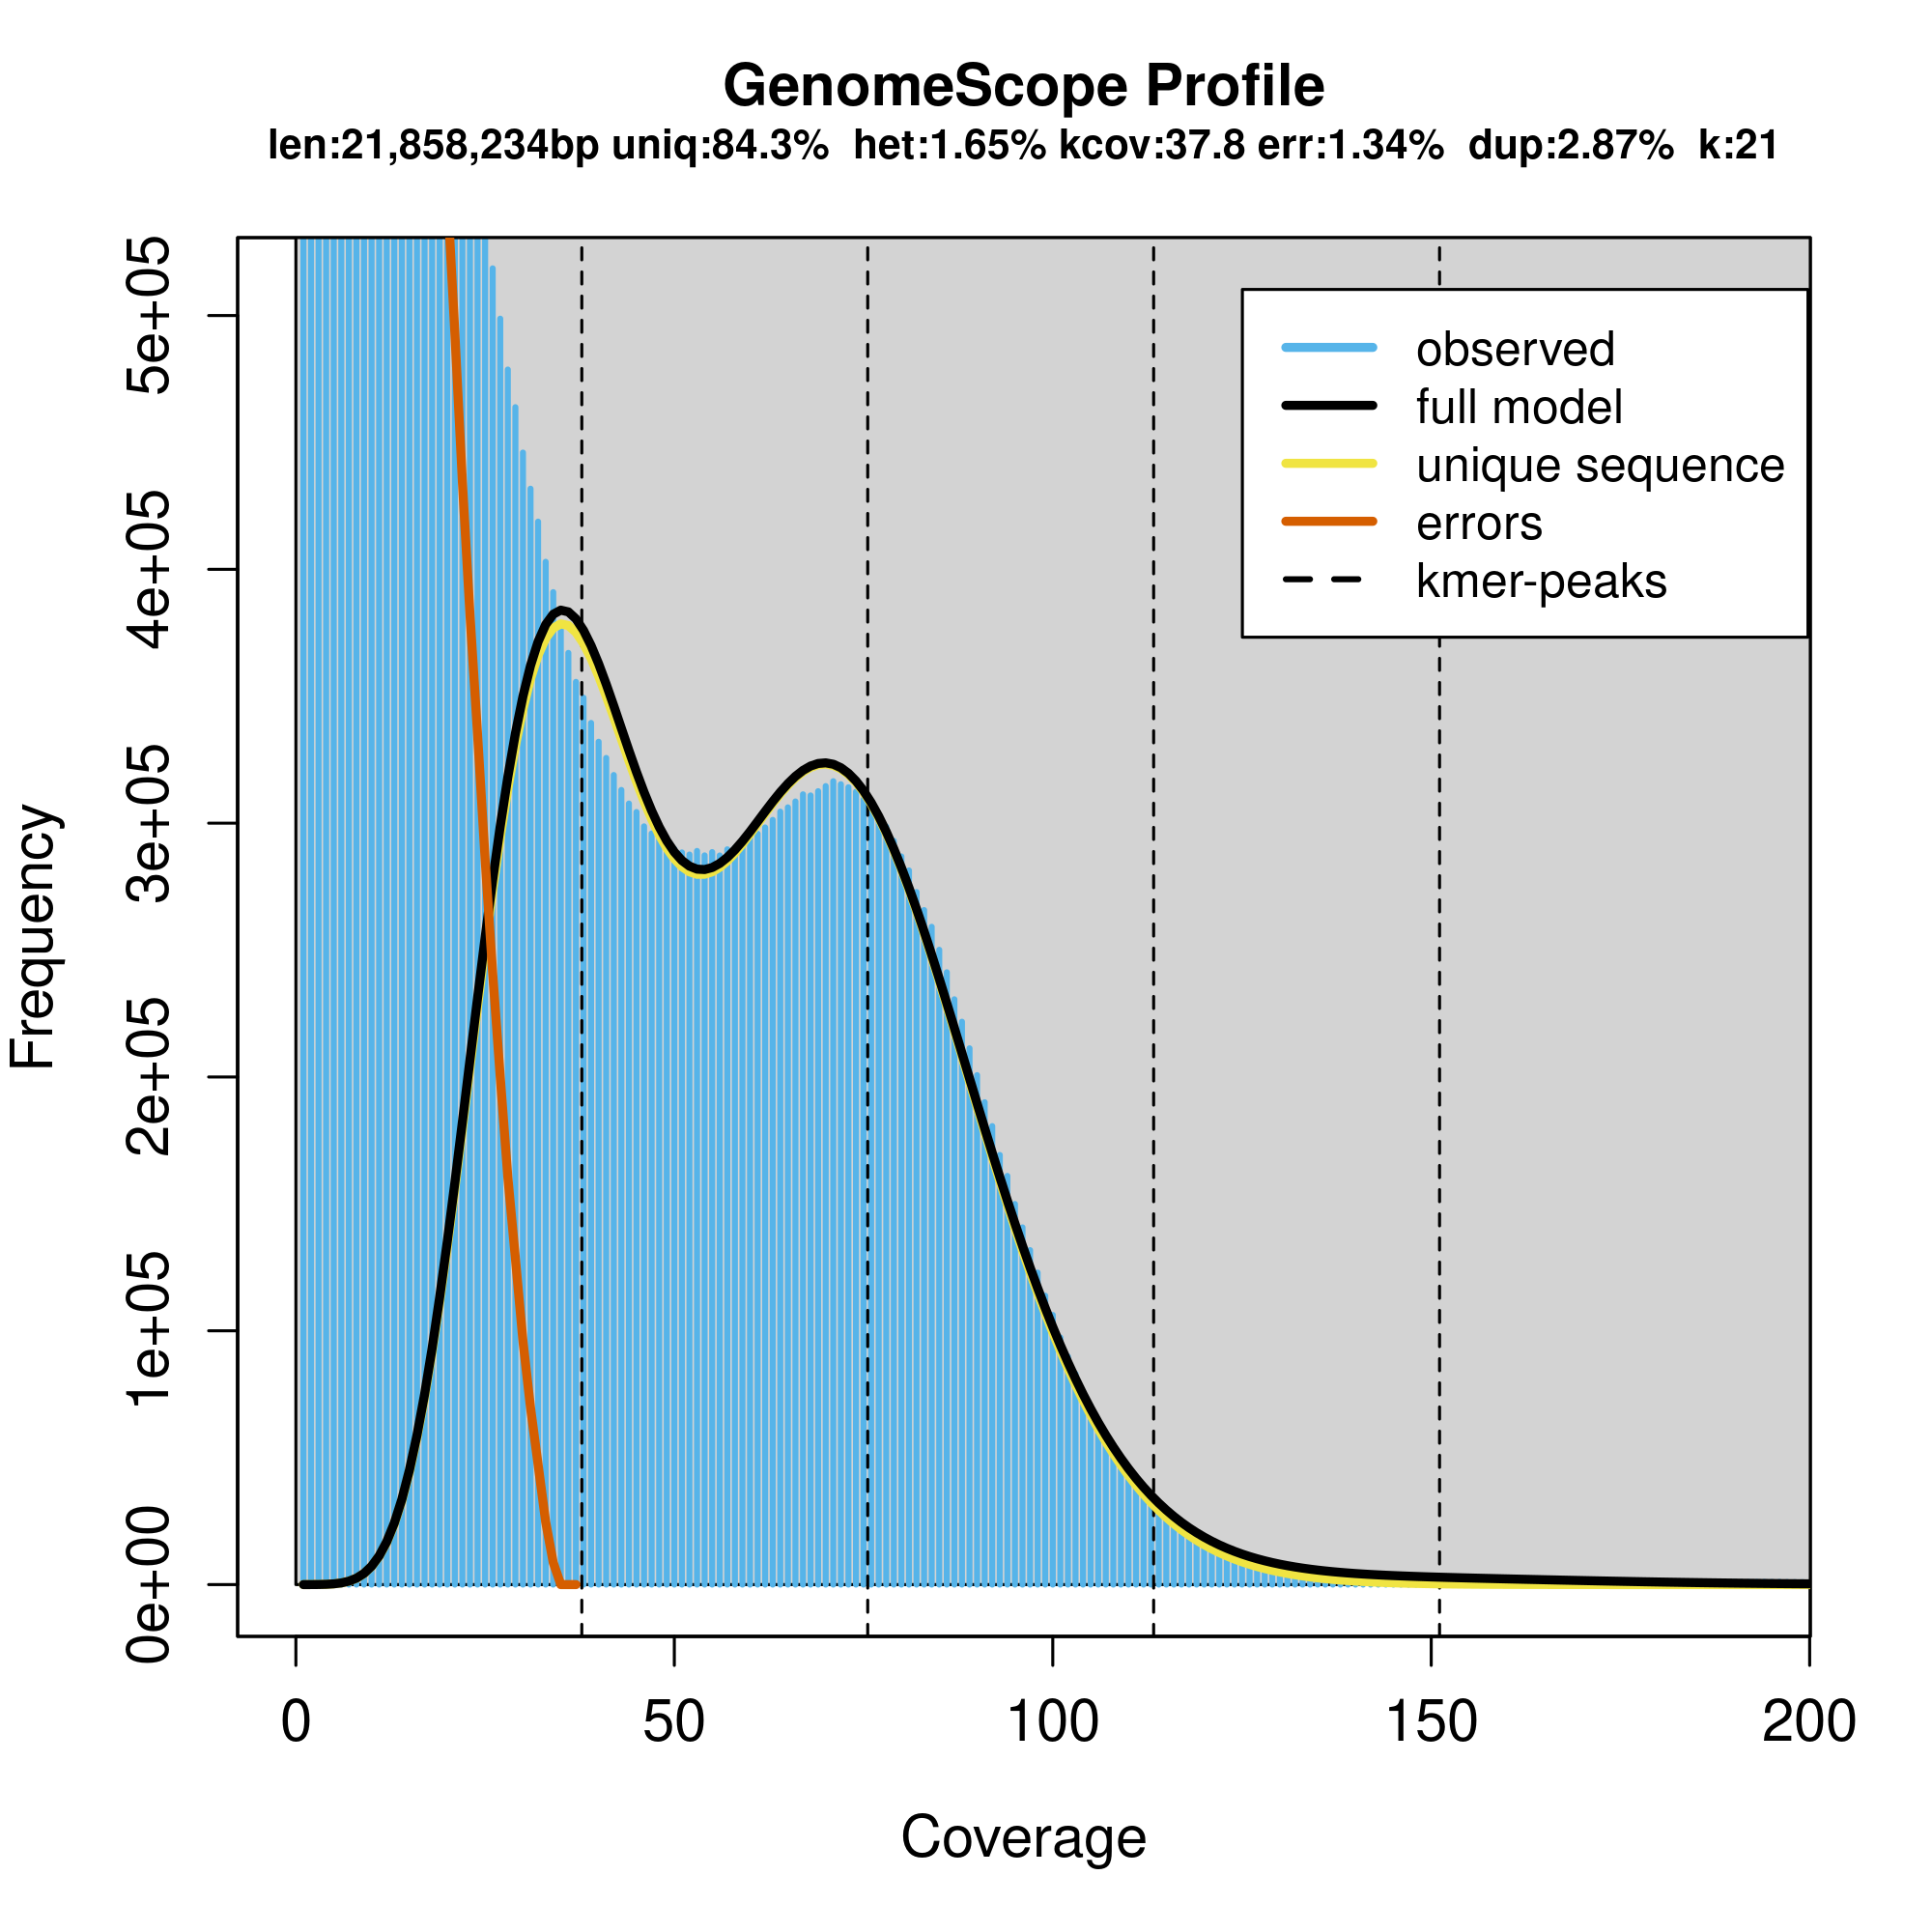 GenomeScope Profile
len:21,858,234bp uniq:84.3% het:1.65% kcov:37.8 err:1.34% dup:2.87% k:21
observed
full model
unique sequence
errors
kmer-peaks
Frequency
5e+05
4e+05
3e+05
2e+05
1e+05
0e+00
0 50 100 150 200
Coverage